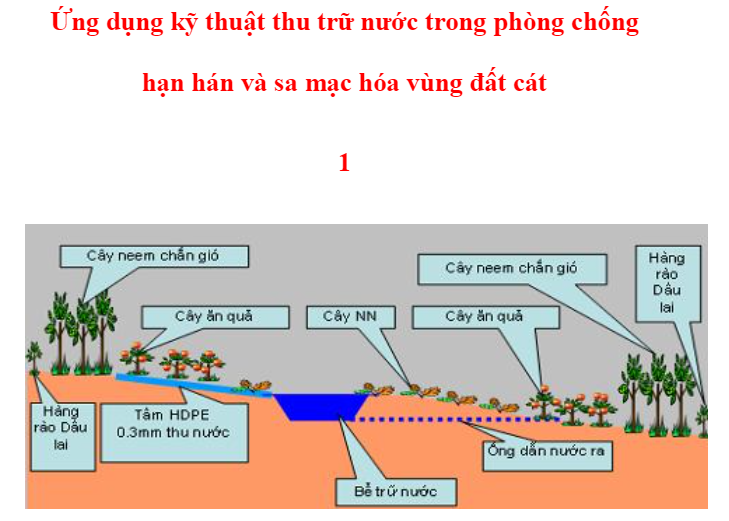 Ứng dụng kỹ thuật thu trữ nước trong phòng chống
hạn hán và sa mạc hóa vùng đất cát
1
Cây neem chắn gió
Cây neem chắn gió
Hàng
rào
Dầu
lai
Cây ăn quả
Cây NN
Cây ăn quả
Hàng
rào Dầu
lai
Tấm HDPE
0.3mm thu nước
Ống dẫn nước ra
Bể trữ nước